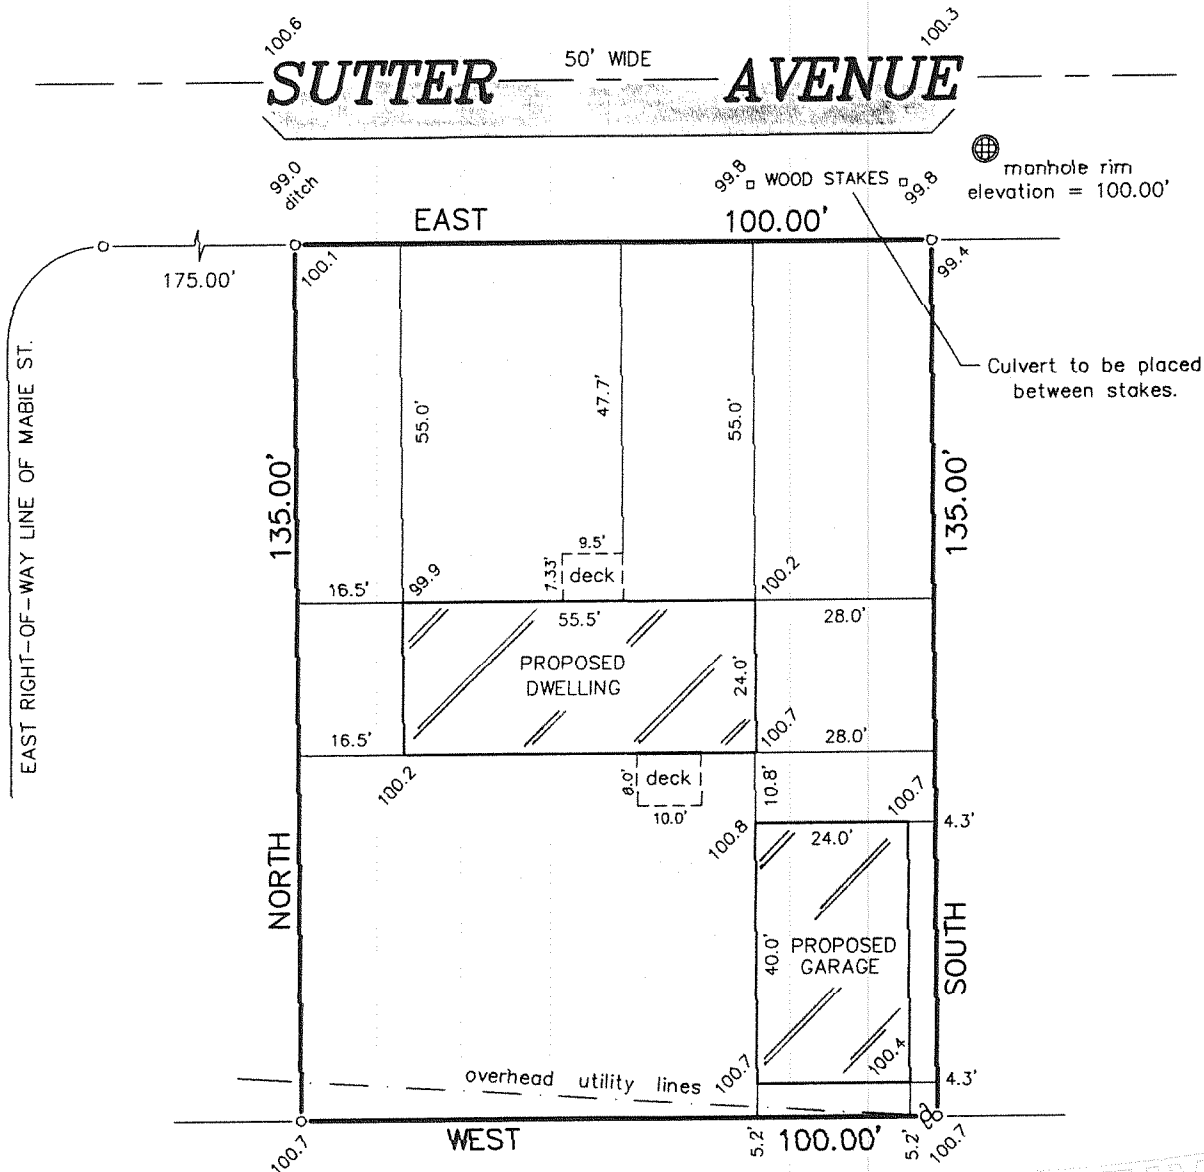 100.6
100.3
50' WIDE
SUTTER AVENUE
99.0
ditch
99.8
WOOD STAKES
99.8
manhole rim
elevation = 100.00'
EAST
100.00'
175.00'
100.1
99.4
EAST RIGHT-OF-WAY LINE OF MABIE ST.
Culvert to be placed
between stakes.
55.0'
47.7'
55.0'
135.00'
135.00'
9.5'
7.33'
deck
16.5'
99.9
100.2
28.0'
55.5'
PROPOSED
DWELLING
24.0'
16.5'
100.7
28.0'
100.2
8.0'
deck
10.0'
10.8'
100.7
4.3'
100.8
24.0'
NORTH
SOUTH
40.0'
PROPOSED
GARAGE
100.4
100.7
4.3'
overhead utility lines
100.7
WEST
5.2'
100.00'
5.2'
100.7